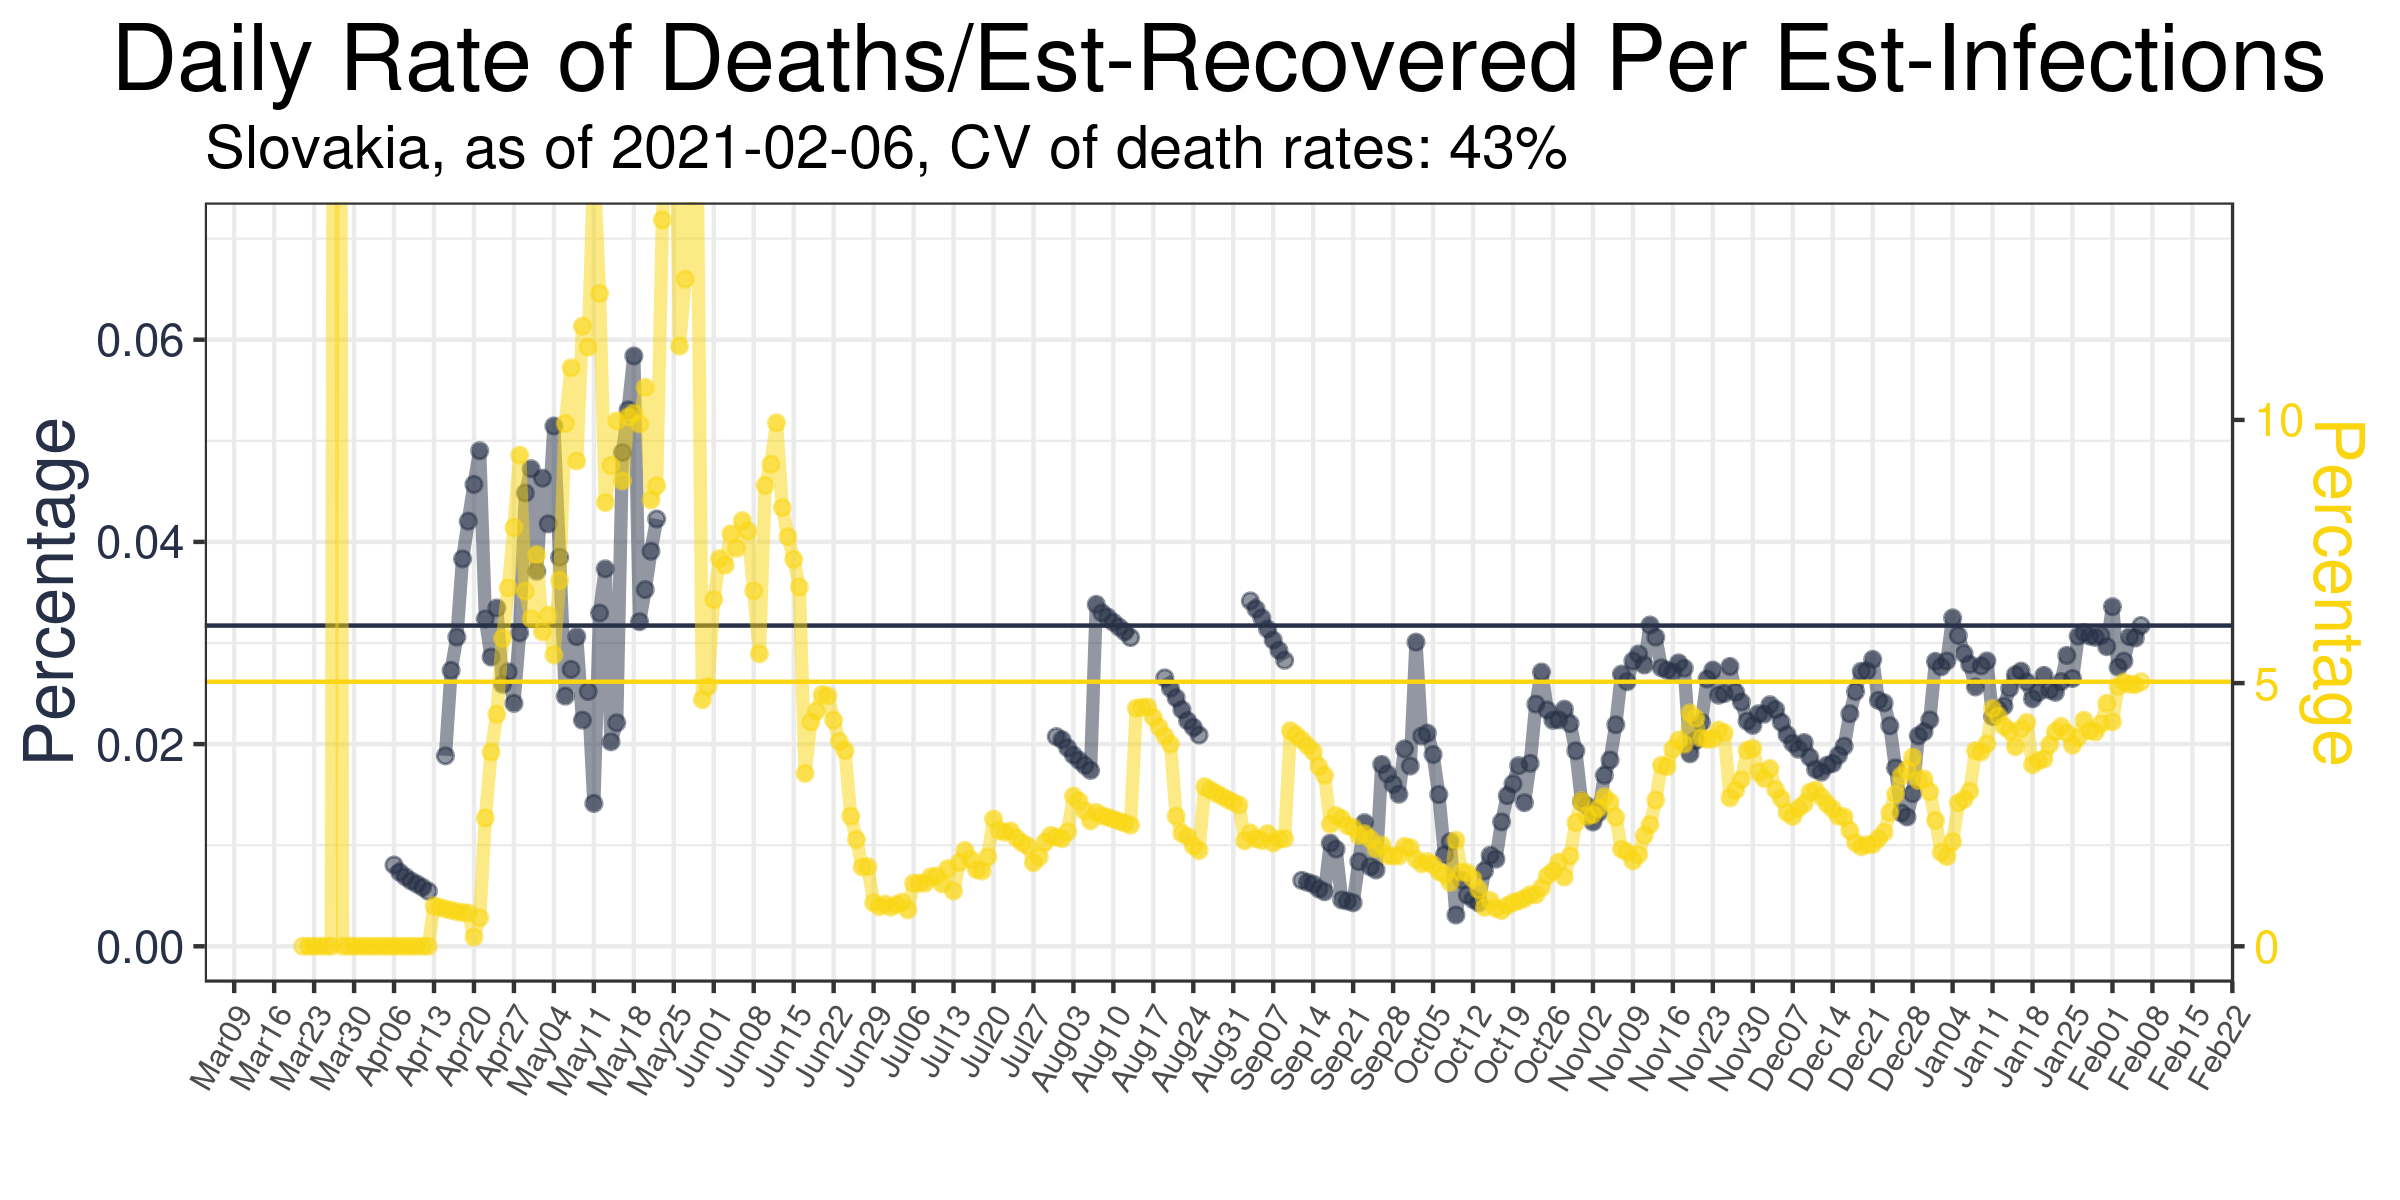 Daily Rate of Deaths/Est-Recovered Per Est-Infections
Slovakia, as of 2021-02-06, CV of death rates: 43%
Percentage
0.06
0.04
0.02
0.00
10
5
0
Percentage
Mar09
Mar16
Mar23
Mar30
Apr06
Apr13
Apr20
Apr27
May04
May11
May18
May25
Jun01
Jun08
Jun15
Jun22
Jun29
Jul06
Jul13
Jul20
Jul27
Aug03
Aug10
Aug17
Aug24
Aug31
Sep07
Sep14
Sep21
Sep28
Oct05
Oct12
Oct19
Oct26
Nov02
Nov09
Nov16
Nov23
Nov30
Dec07
Dec14
Dec21
Dec28
Jan04
Jan11
Jan18
Jan25
Feb01
Feb08
Feb15
Feb22